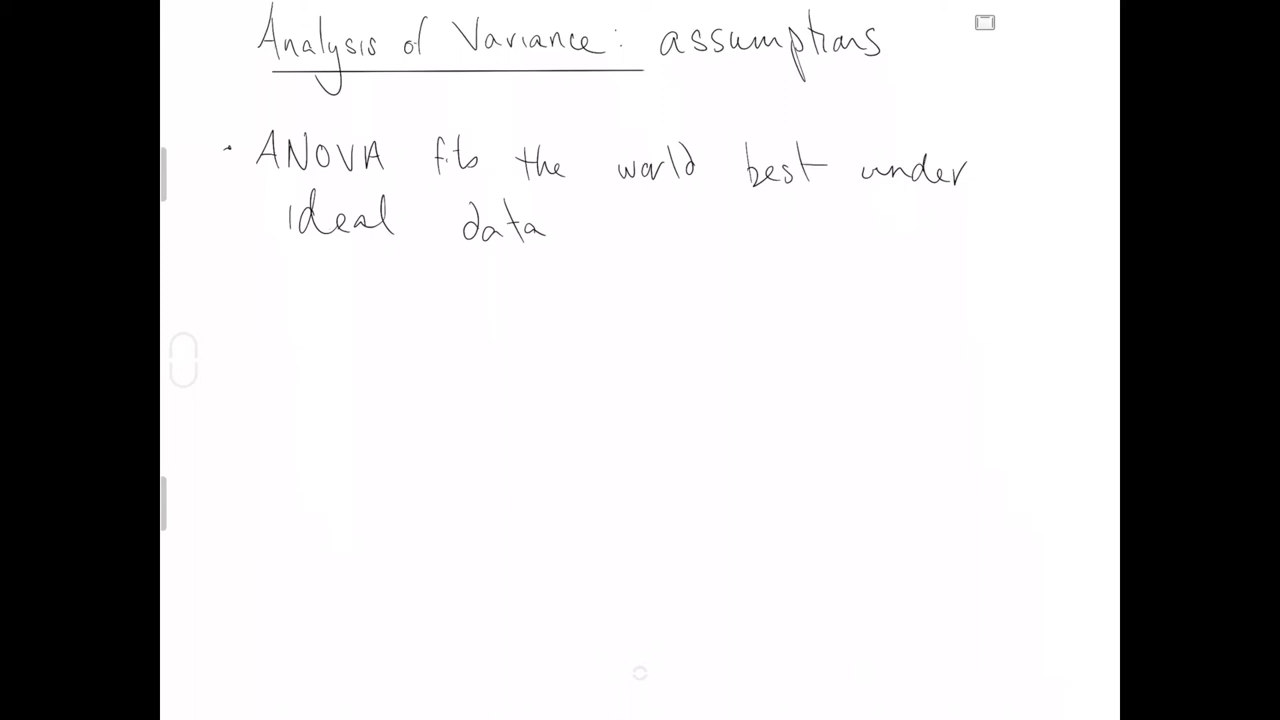 Analysis of Variance: assumptions
• ANOVA fits the world best under
ideal data